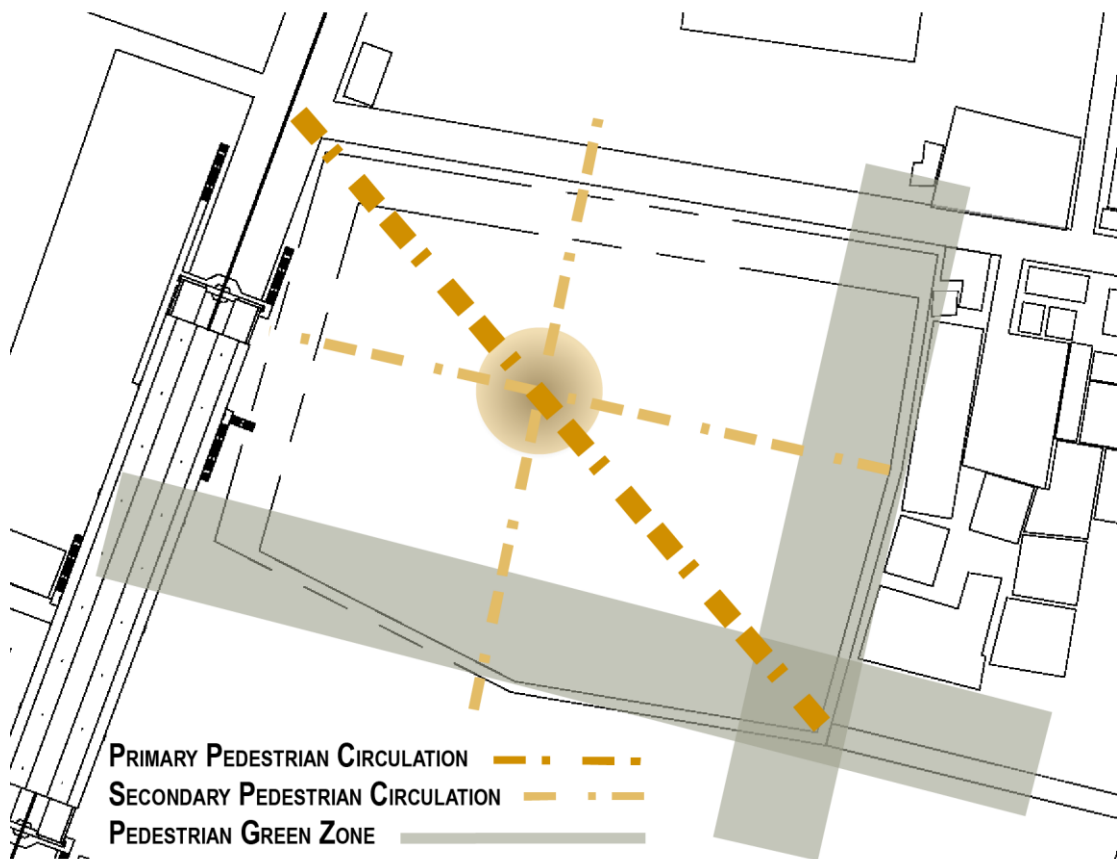 PRIMARY PEDESTRIAN CIRCULATION
SECONDARY PEDESTRIAN CIRCULATION
PEDESTRIAN GREEN ZONE